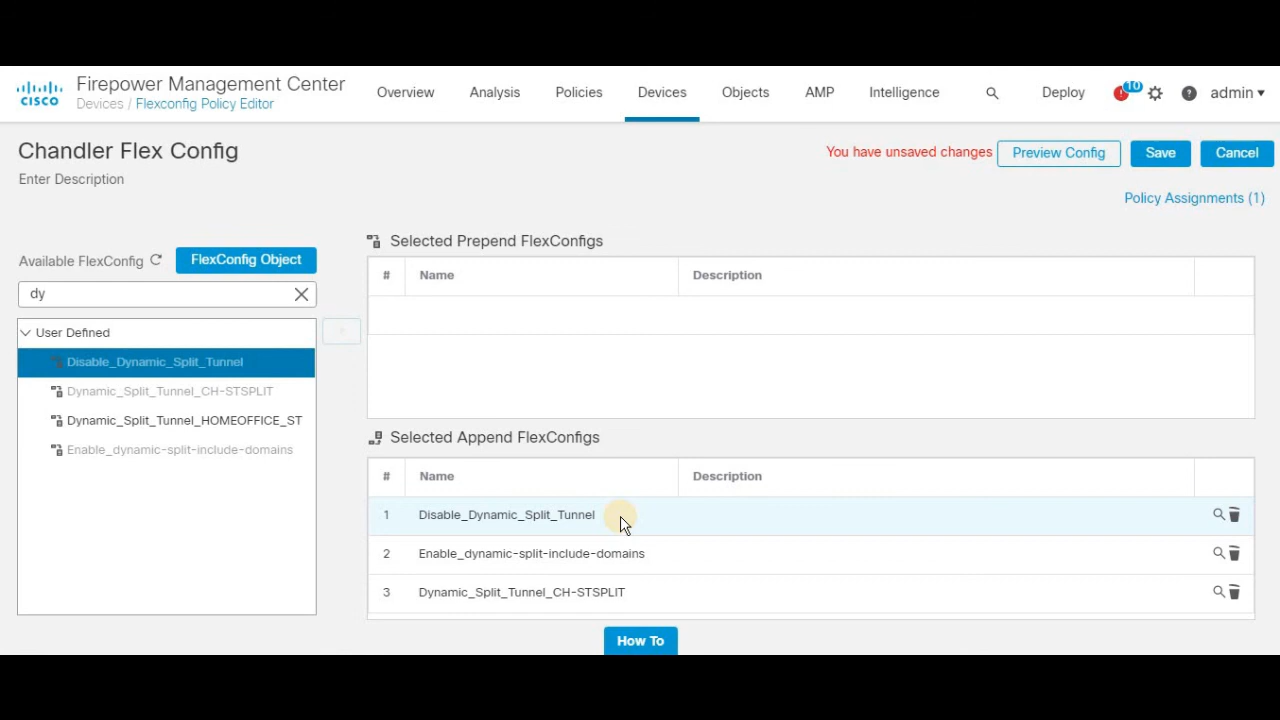 Firepower Management Center
CISCO
Devices / Flexconfig Policy Editor
Overview
Analysis
Policies
Devices
Objects
AMP
Intelligence
Deploy
10
admin
Chandler Flex Config
Enter Description
You have unsaved changes
Preview Config
Save
Cancel
Policy Assignments (1)
Available FlexConfig
FlexConfig Object
dy
User Defined
Disable_Dynamic_Split_Tunnel
Dynamic_Split_Tunnel_CH-STSPLIT
Dynamic_Split_Tunnel_HOMEOFFICE_ST
Enable_dynamic-split-include-domains
Selected Prepend FlexConfigs
# Name Description
Selected Append FlexConfigs
# Name Description
1 Disable_Dynamic_Split_Tunnel
2 Enable_dynamic-split-include-domains
3 Dynamic_Split_Tunnel_CH-STSPLIT
How To